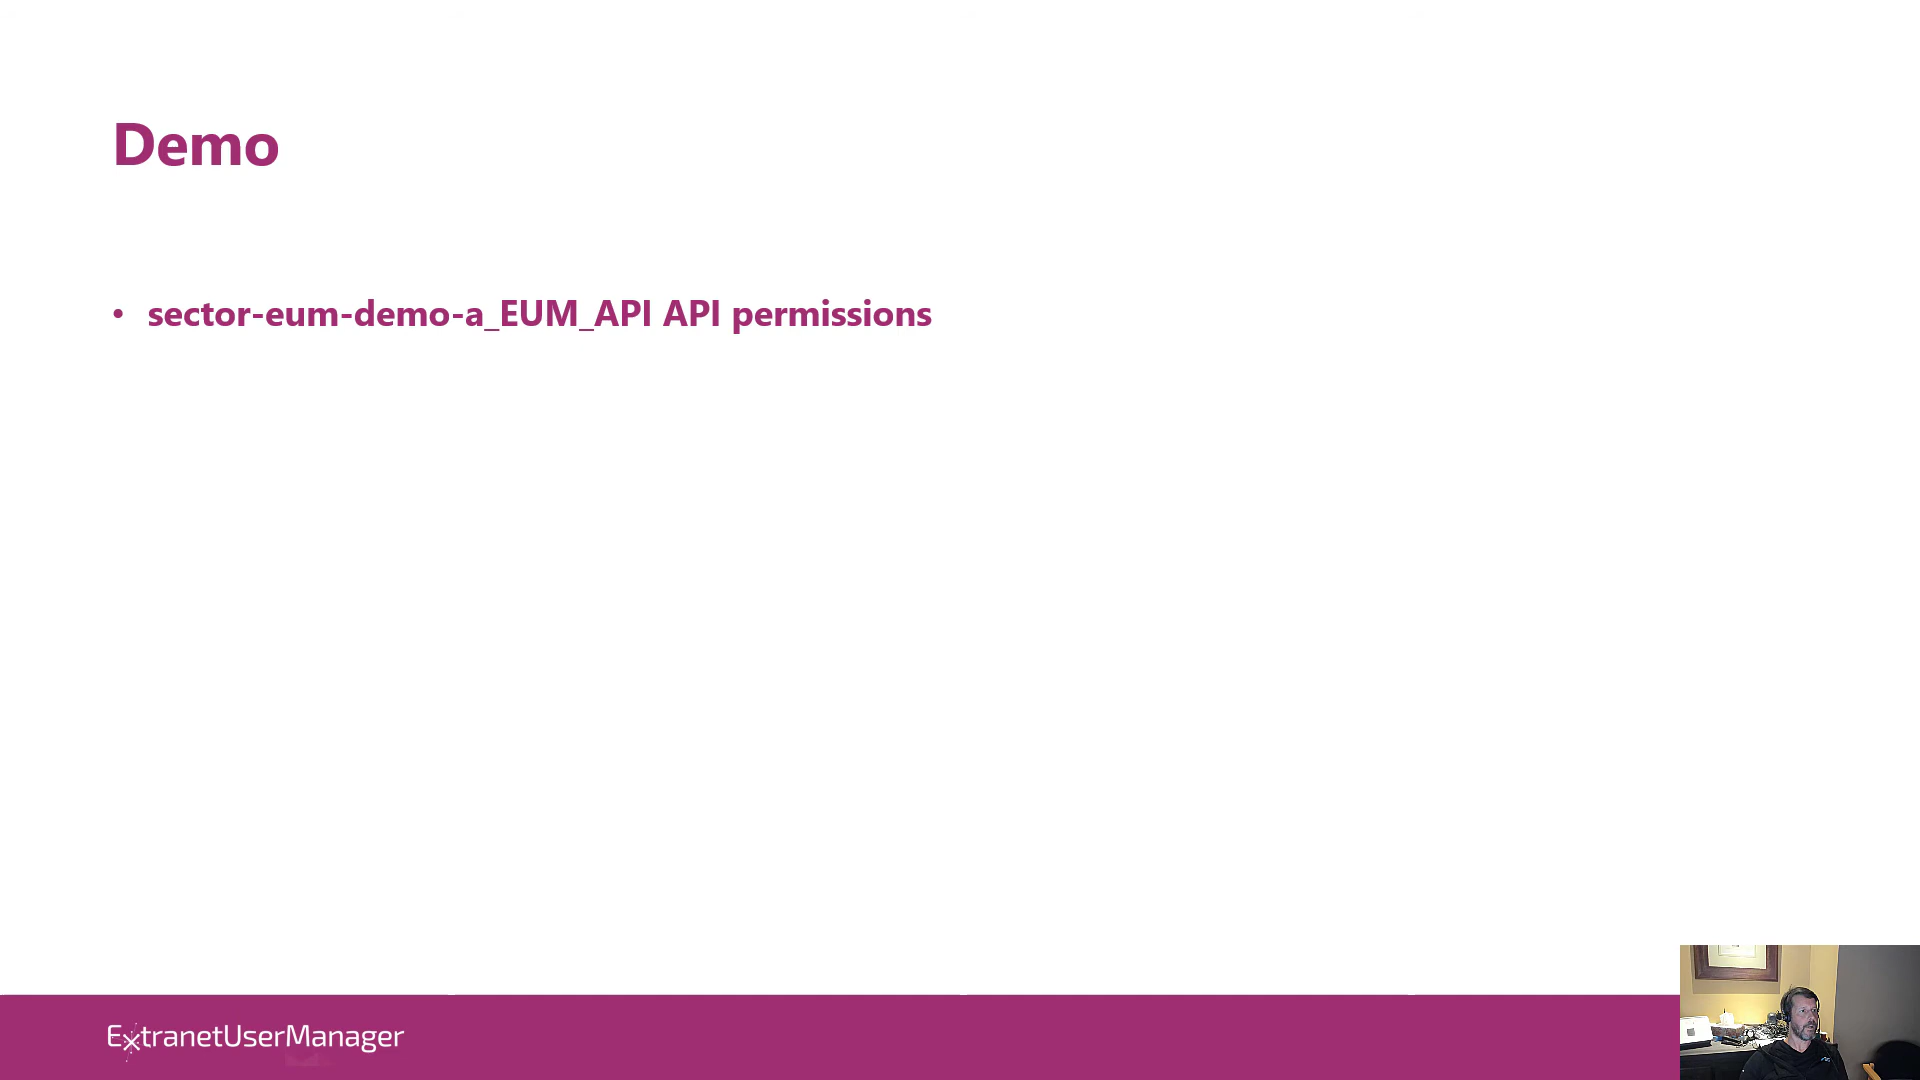 Demo
• sector-eum-demo-a_EUM_API API permissions
ExtranetUserManager